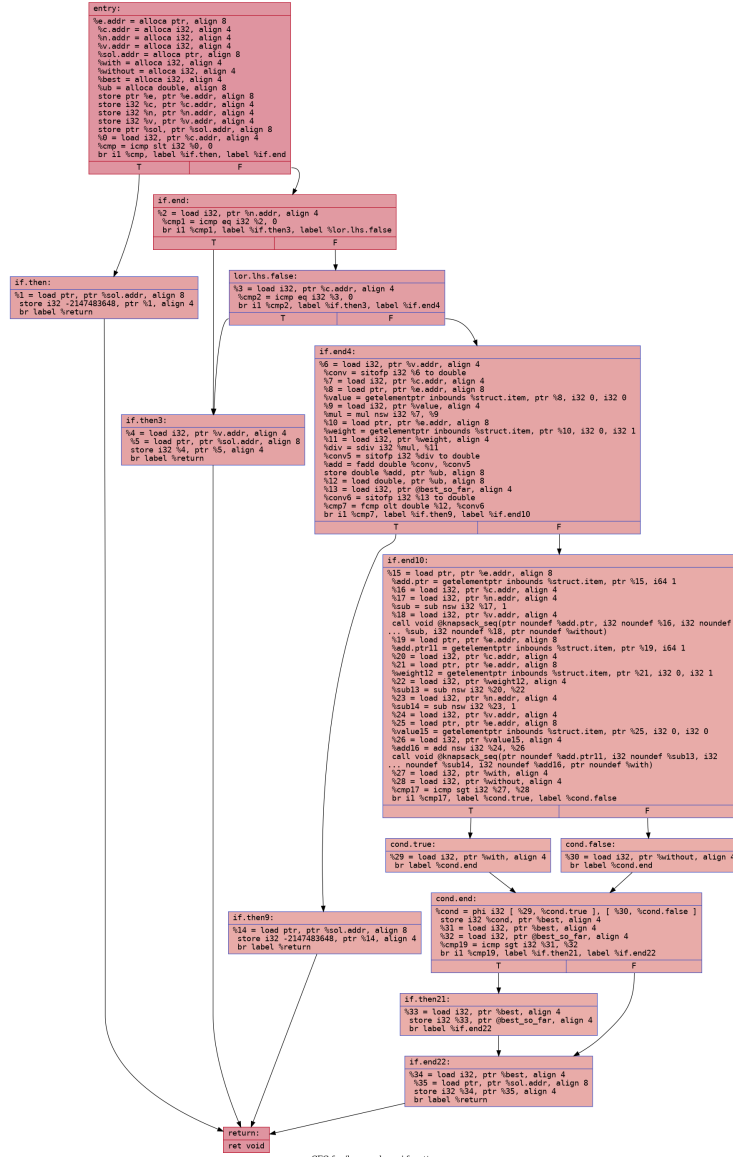 entry:
%e.addr = alloca ptr, align 8
%c.addr = alloca i32, align 4
%n.addr = alloca i32, align 4
%v.addr = alloca i32, align 4
%sol.addr = alloca ptr, align 8
%with = alloca i32, align 4
%without = alloca i32, align 4
%best = alloca i32, align 4
%ub = alloca double, align 8
store ptr %e, ptr %e.addr, align 8
store i32 %c, ptr %c.addr, align 4
store i32 %n, ptr %n.addr, align 4
store i32 %v, ptr %v.addr, align 4
store ptr %sol, ptr %sol.addr, align 8
%0 = load i32, ptr %c.addr, align 4
%cmp = icmp slt i32 %0, 0
br i1 %cmp, label %if.then, label %if.end
T F
if.end:
%2 = load i32, ptr %n.addr, align 4
%cmp1 = icmp eq i32 %2, 0
br i1 %cmp1, label %if.then3, label %lor.lhs.false
T F
if.then:
%1 = load ptr, ptr %sol.addr, align 8
store i32 -2147483648, ptr %1, align 4
br label %return
lor.lhs.false:
%3 = load i32, ptr %c.addr, align 4
%cmp2 = icmp eq i32 %3, 0
br i1 %cmp2, label %if.then3, label %if.end4
T F
if.end4:
%6 = load i32, ptr %v.addr, align 4
%conv = sitofp i32 %6 to double
%7 = load i32, ptr %c.addr, align 4
%8 = load ptr, ptr %e.addr, align 8
%value = getelementptr inbounds %struct.item, ptr %8, i32 0, i32 0
%9 = load i32, ptr %value, align 4
%mul = mul nsw i32 %7, %9
%10 = load ptr, ptr %e.addr, align 8
%weight = getelementptr inbounds %struct.item, ptr %10, i32 0, i32 1
%11 = load i32, ptr %weight, align 4
%div = sdiv i32 %mul, %11
%conv5 = sitofp i32 %div to double
%add = fadd double %conv, %conv5
store double %add, ptr %ub, align 8
%12 = load double, ptr %ub, align 8
%13 = load i32, ptr @best_so_far, align 4
%conv6 = sitofp i32 %13 to double
%cmp7 = fcmp olt double %12, %conv6
br i1 %cmp7, label %if.then9, label %if.end10
T F
if.then3:
%4 = load i32, ptr %v.addr, align 4
%5 = load ptr, ptr %sol.addr, align 8
store i32 %4, ptr %5, align 4
br label %return
if.end10:
%15 = load ptr, ptr %e.addr, align 8
%add.ptr = getelementptr inbounds %struct.item, ptr %15, i64 1
%16 = load i32, ptr %c.addr, align 4
%17 = load i32, ptr %n.addr, align 4
%sub = sub nsw i32 %17, 1
%18 = load i32, ptr %v.addr, align 4
call void @knapsack_seq(ptr noundef %add.ptr, i32 noundef %16, i32 noundef
... %sub, i32 noundef %18, ptr noundef %without)
%19 = load ptr, ptr %e.addr, align 8
%add.ptr11 = getelementptr inbounds %struct.item, ptr %19, i64 1
%20 = load i32, ptr %c.addr, align 4
%21 = load ptr, ptr %e.addr, align 8
%weight12 = getelementptr inbounds %struct.item, ptr %21, i32 0, i32 1
%22 = load i32, ptr %weight12, align 4
%sub13 = sub nsw i32 %20, %22
%23 = load i32, ptr %n.addr, align 4
%sub14 = sub nsw i32 %23, 1
%24 = load i32, ptr %v.addr, align 4
%25 = load ptr, ptr %e.addr, align 8
%value15 = getelementptr inbounds %struct.item, ptr %25, i32 0, i32 0
%26 = load i32, ptr %value15, align 4
%add16 = add nsw i32 %24, %26
call void @knapsack_seq(ptr noundef %add.ptr11, i32 noundef %sub13, i32
... noundef %sub14, i32 noundef %add16, ptr noundef %with)
%27 = load i32, ptr %with, align 4
%28 = load i32, ptr %without, align 4
%cmp17 = icmp sgt i32 %27, %28
br i1 %cmp17, label %cond.true, label %cond.false
T F
cond.true:
%29 = load i32, ptr %with, align 4
br label %cond.end
cond.false:
%30 = load i32, ptr %without, align 4
br label %cond.end
cond.end:
%cond = phi i32 [ %29, %cond.true ], [ %30, %cond.false ]
store i32 %cond, ptr %best, align 4
%31 = load i32, ptr %best, align 4
%32 = load i32, ptr @best_so_far, align 4
%cmp19 = icmp sgt i32 %31, %32
br i1 %cmp19, label %if.then21, label %if.end22
T F
if.then9:
%14 = load ptr, ptr %sol.addr, align 8
store i32 -2147483648, ptr %14, align 4
br label %return
if.then21:
%33 = load i32, ptr %best, align 4
store i32 %33, ptr @best_so_far, align 4
br label %if.end22
if.end22:
%34 = load i32, ptr %best, align 4
%35 = load ptr, ptr %sol.addr, align 8
store i32 %34, ptr %35, align 4
br label %return
return:
ret void